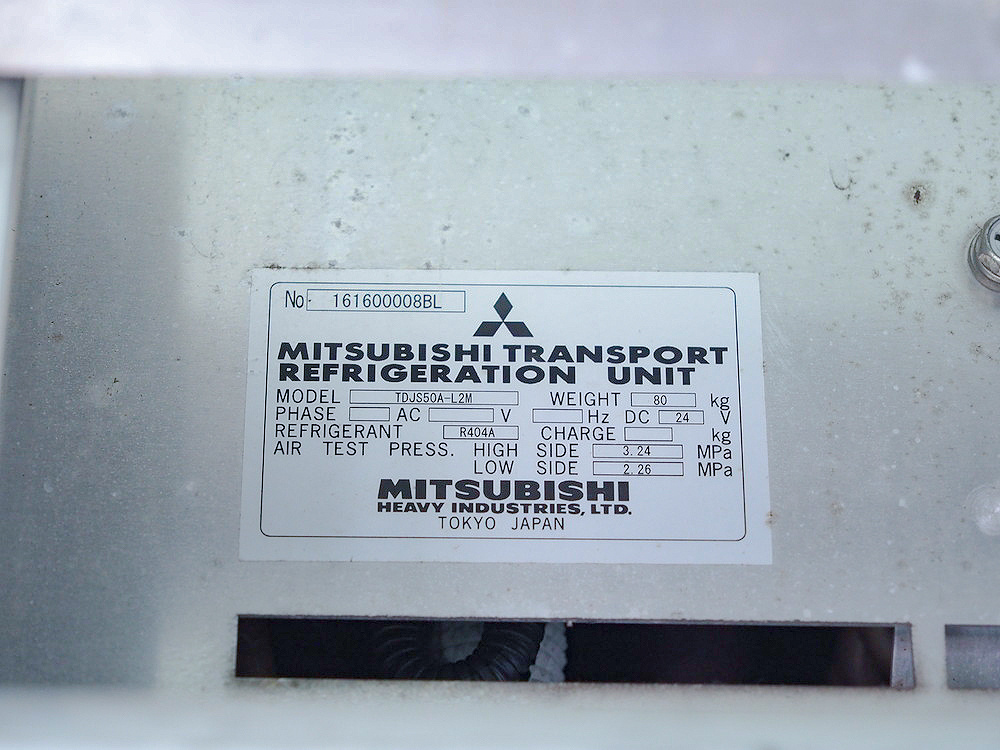 No. 161600008BL
MITSUBISHI TRANSPORT
REFRIGERATION UNIT
MODEL TDJS50A-L2M WEIGHT 80 kg
PHASE AC V Hz DC 24 V
REFRIGERANT R404A CHARGE kg
AIR TEST PRESS. HIGH SIDE 3.24 MPa
LOW SIDE 2.26 MPa
MITSUBISHI
HEAVY INDUSTRIES, LTD.
TOKYO JAPAN